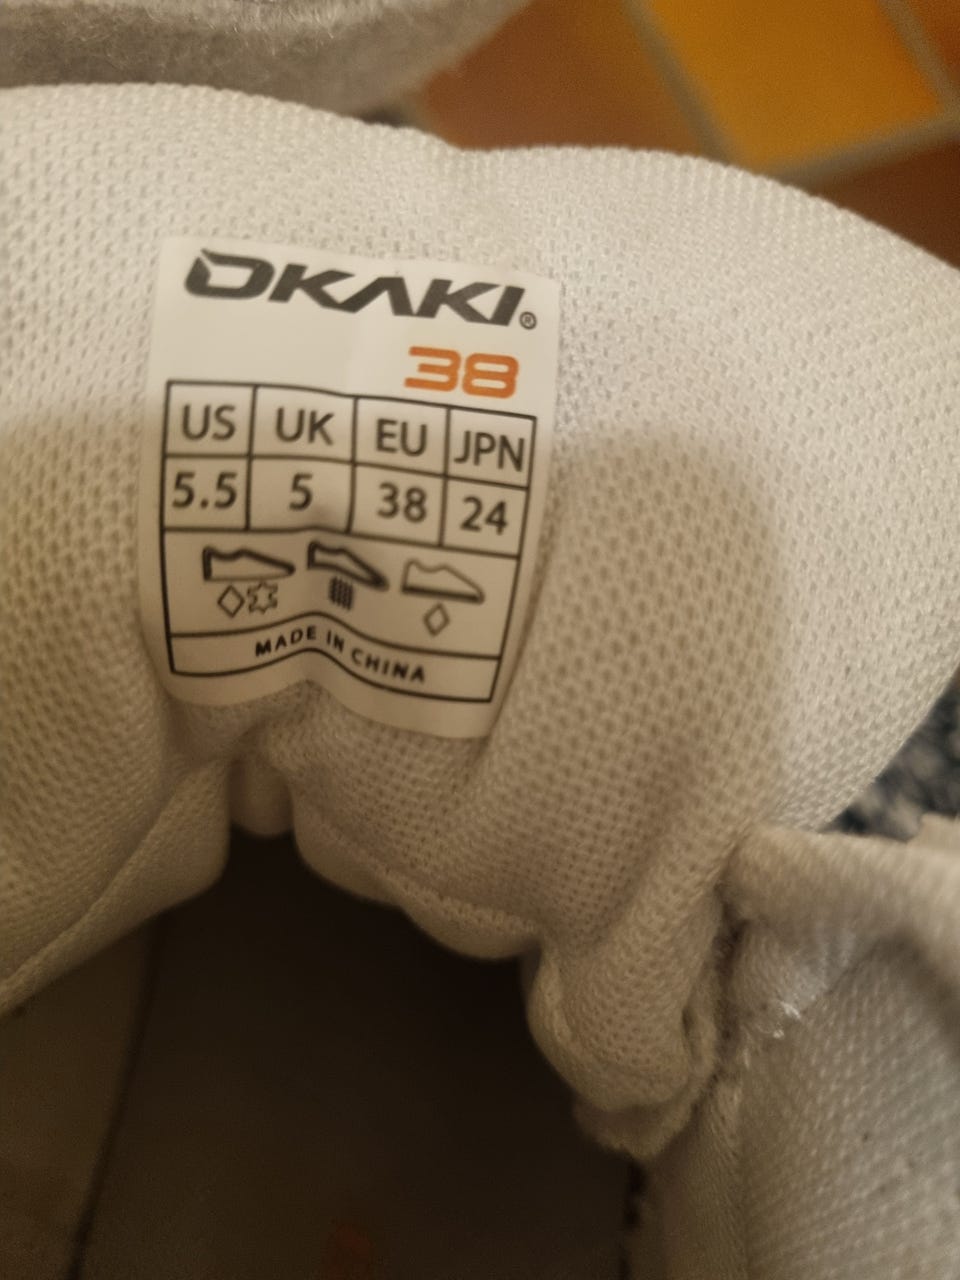 OKAKI®
38
US UK EU JPN
5.5 5 38 24
MADE IN CHINA